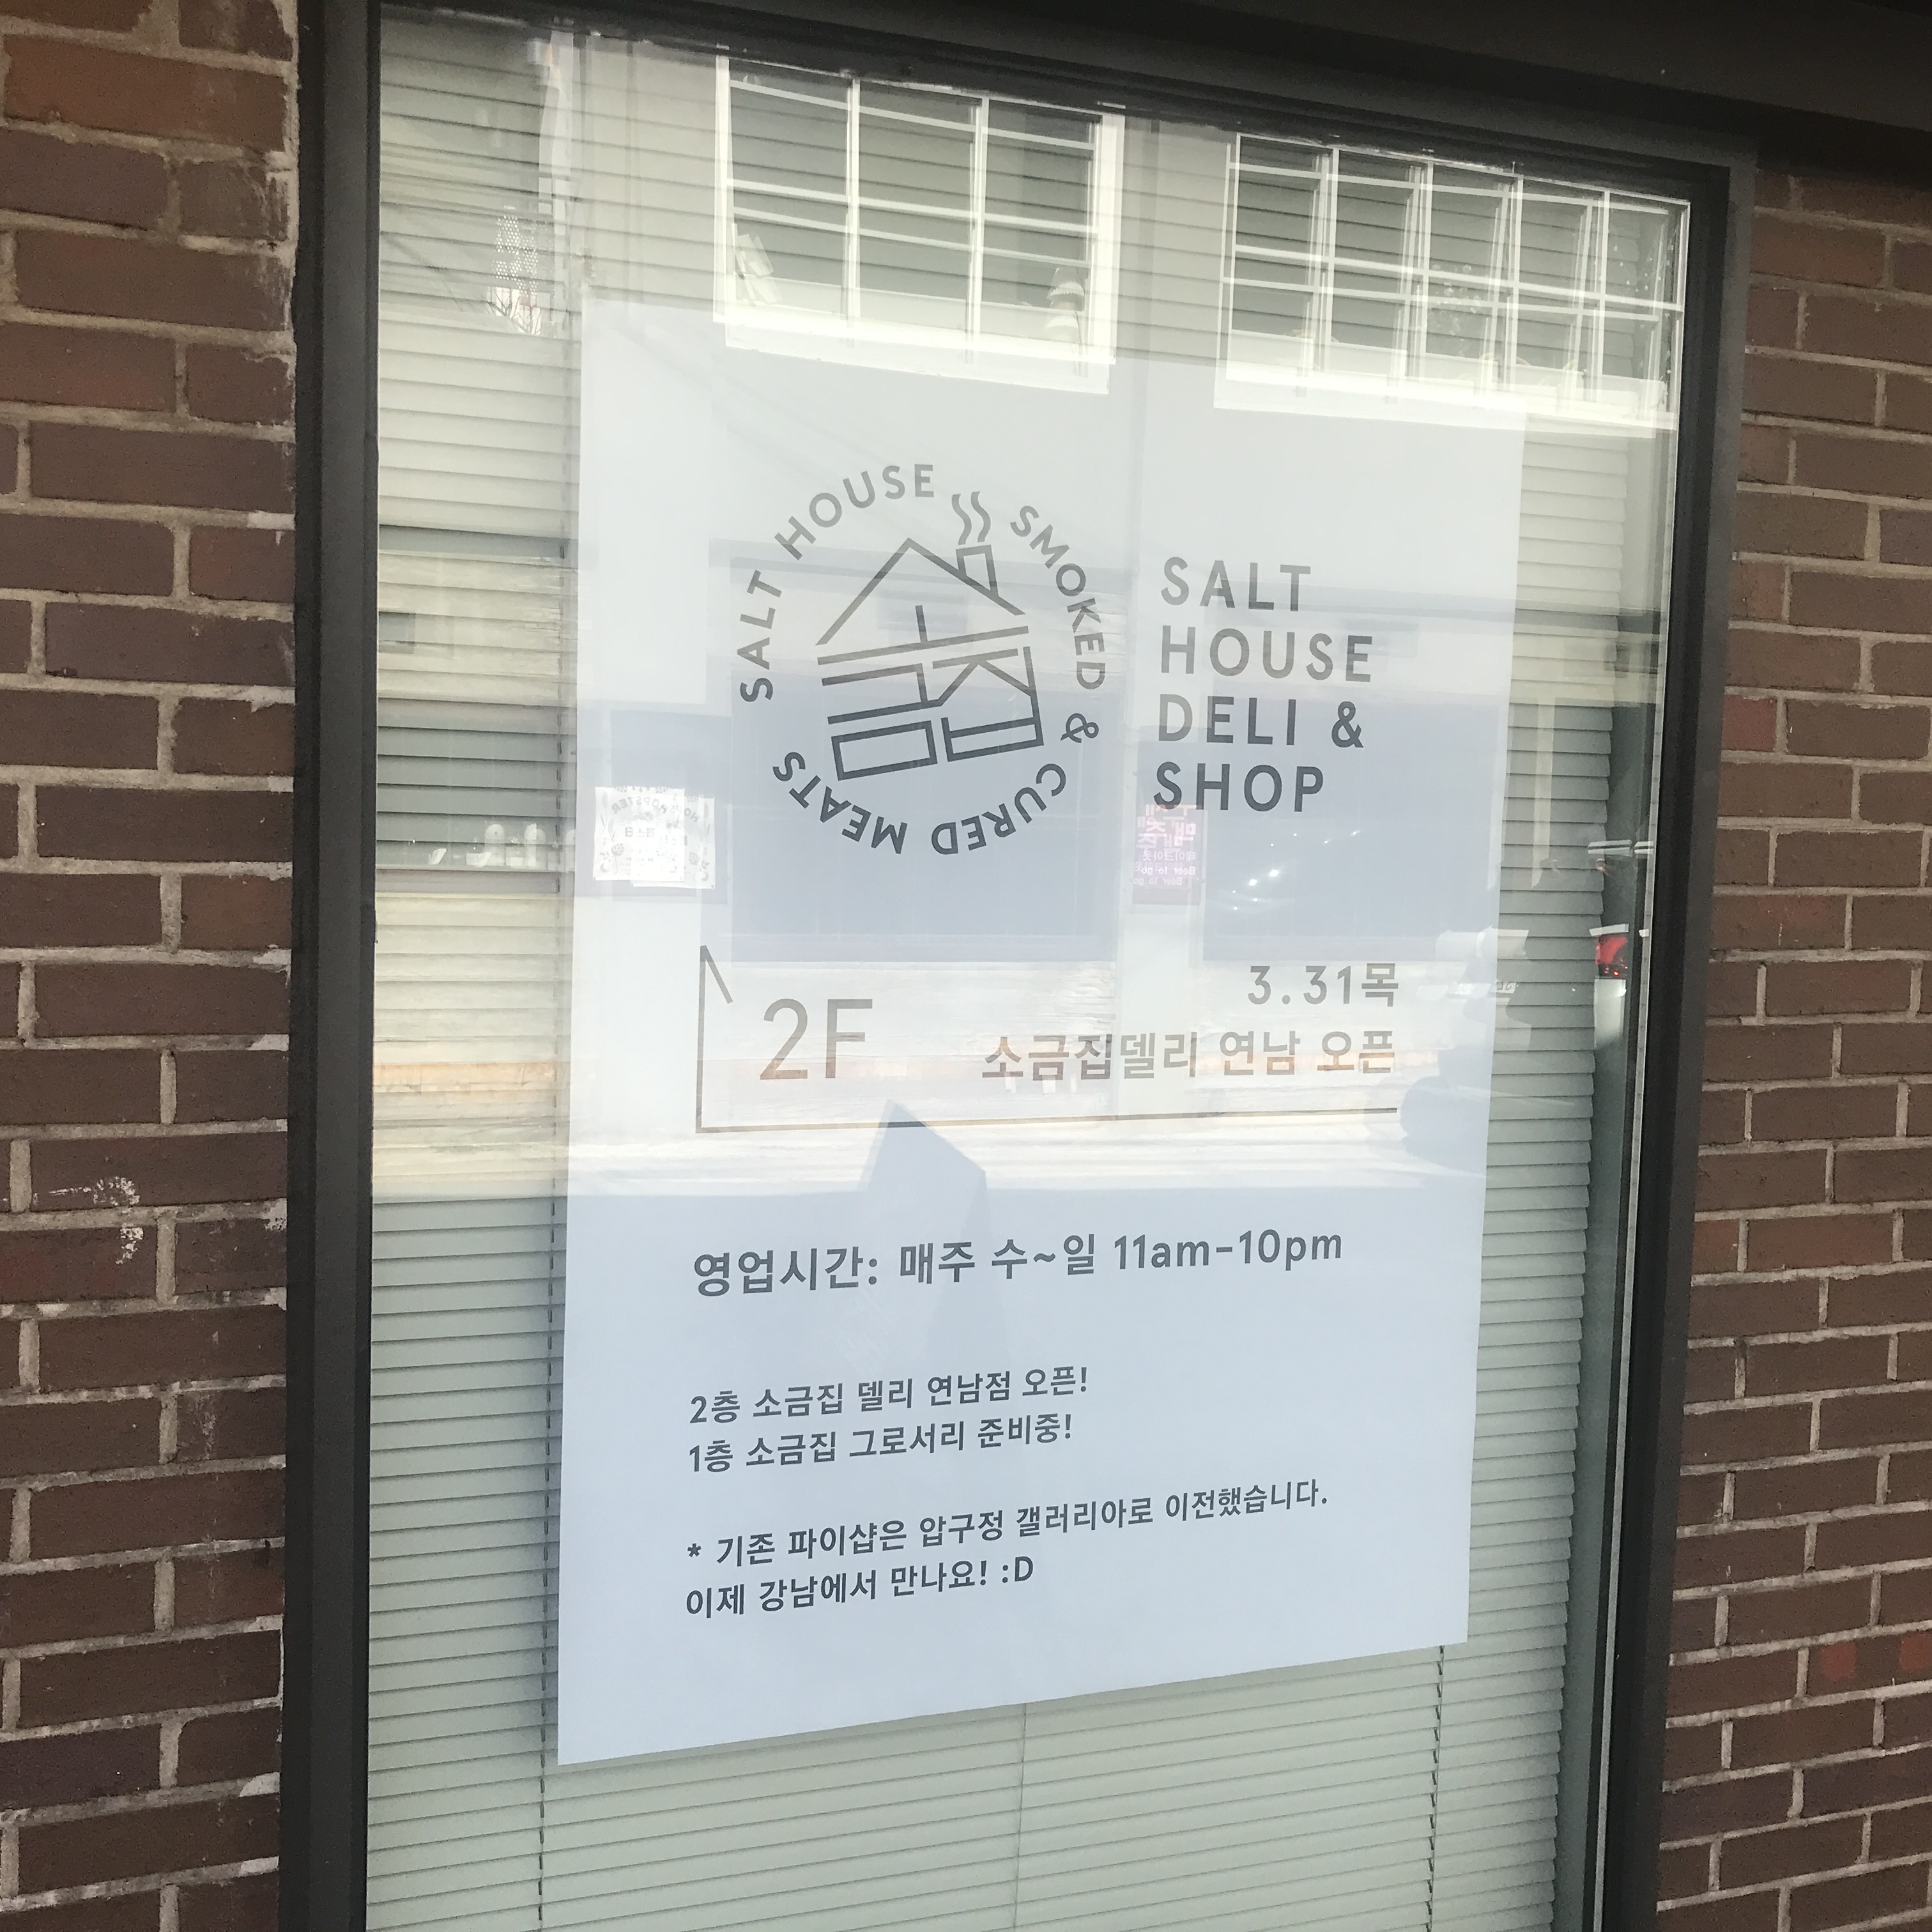 SALT HOUSE SMOKED & CURED MEATS
SALT
HOUSE
DELI &
SHOP
2F
3.31목
소금집델리 연남 오픈
영업시간: 매주 수~일 11am-10pm
2층 소금집 델리 연남점 오픈!
1층 소금집 그로서리 준비중!
* 기존 파이샵은 압구정 갤러리아로 이전했습니다.
이제 강남에서 만나요! :D